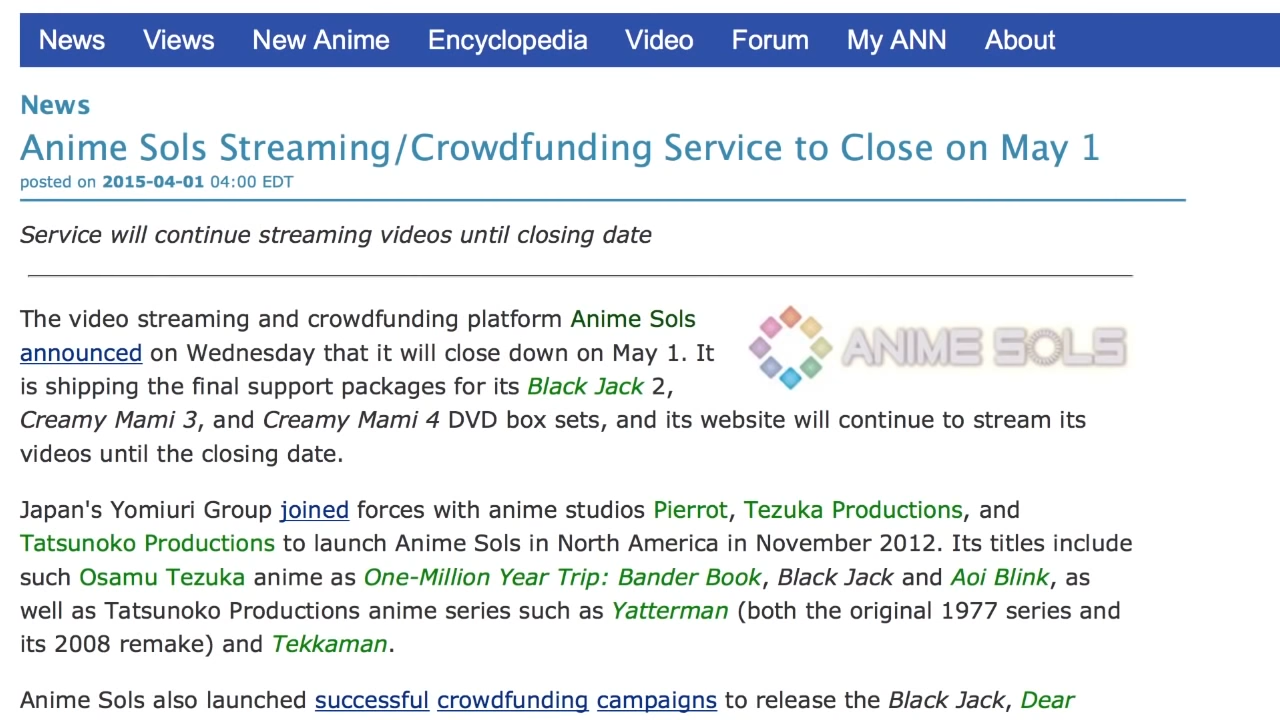 News Views New Anime Encyclopedia Video Forum My ANN About
News
Anime Sols Streaming/Crowdfunding Service to Close on May 1
posted on 2015-04-01 04:00 EDT
Service will continue streaming videos until closing date
The video streaming and crowdfunding platform Anime Sols
announced on Wednesday that it will close down on May 1. It
is shipping the final support packages for its Black Jack 2,
ANIME SOLS
Creamy Mami 3, and Creamy Mami 4 DVD box sets, and its website will continue to stream its
videos until the closing date.
Japan's Yomiuri Group joined forces with anime studios Pierrot, Tezuka Productions, and
Tatsunoko Productions to launch Anime Sols in North America in November 2012. Its titles include
such Osamu Tezuka anime as One-Million Year Trip: Bander Book, Black Jack and Aoi Blink, as
well as Tatsunoko Productions anime series such as Yatterman (both the original 1977 series and
its 2008 remake) and Tekkaman.
Anime Sols also launched successful crowdfunding campaigns to release the Black Jack, Dear